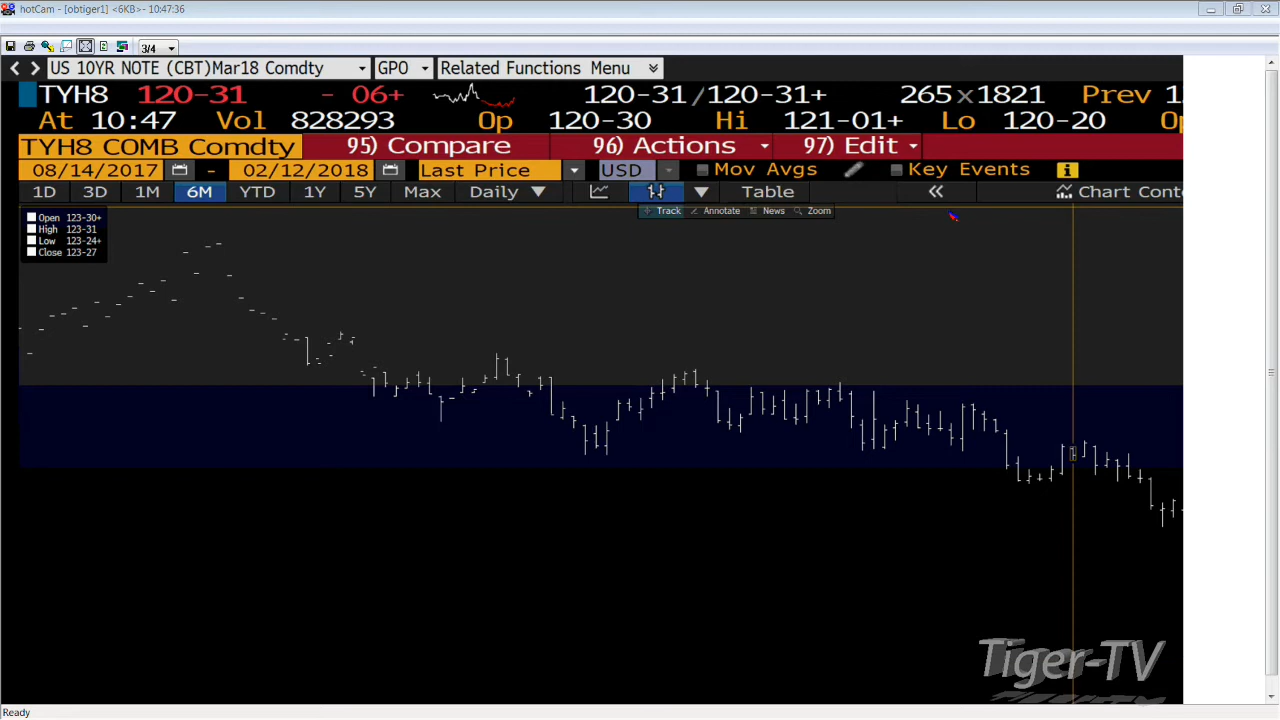 hotCam - [obtiger1] <6KB>- 10:47:36
3/4
US 10YR NOTE (CBT)Mar18 Comdty GPO Related Functions Menu
TYH8 120-31 - 06+ 120-31/120-31+ 265x1821 Prev
At 10:47 Vol 828293 Op 120-30 Hi 121-01+ Lo 120-20 Op
TYH8 COMB Comdty 95) Compare 96) Actions 97) Edit
08/14/2017 - 02/12/2018 Last Price USD Mov Avgs Key Events
1D 3D 1M 6M YTD 1Y 5Y Max Daily Table « Chart Cont
Track Annotate News Zoom
Open 123-30+
High 123-31
Low 123-24+
Close 123-27
Tiger-TV
Ready